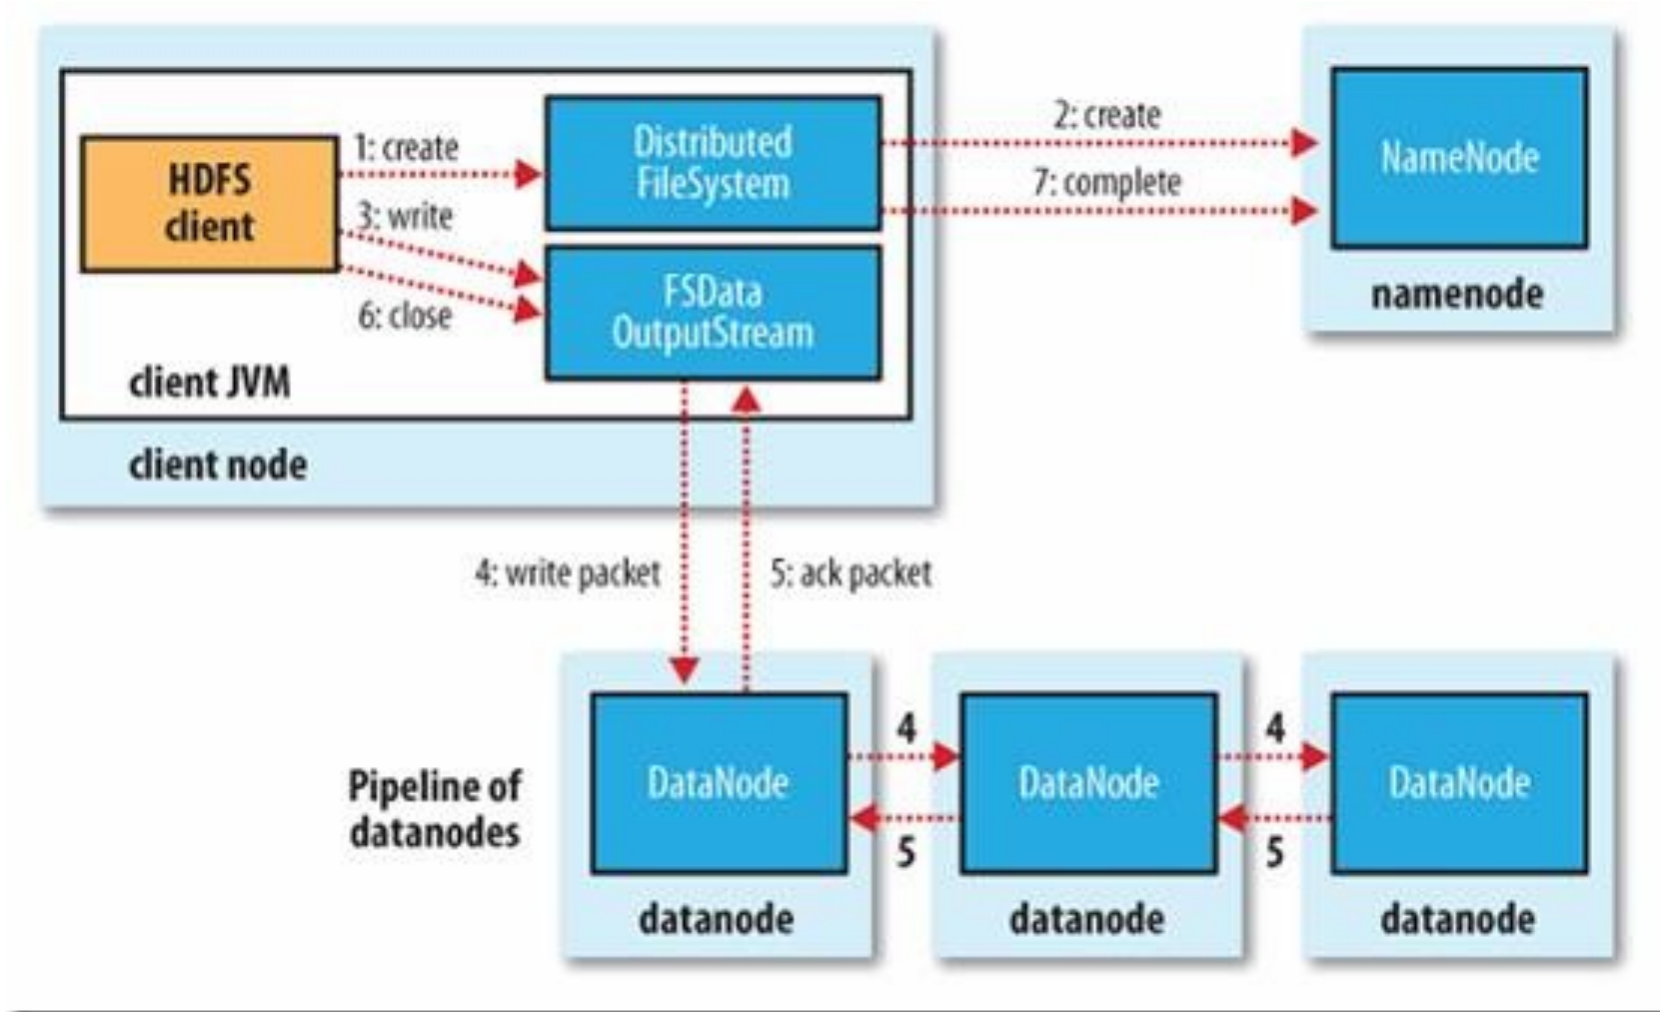 1: create
Distributed
FileSystem
2: create
NameNode
HDFS
client
7: complete
3: write
FSData
OutputStream
namenode
6: close
client JVM
client node
4: write packet
5: ack packet
4
4
Pipeline of
datanodes
DataNode
DataNode
DataNode
5
5
datanode
datanode
datanode